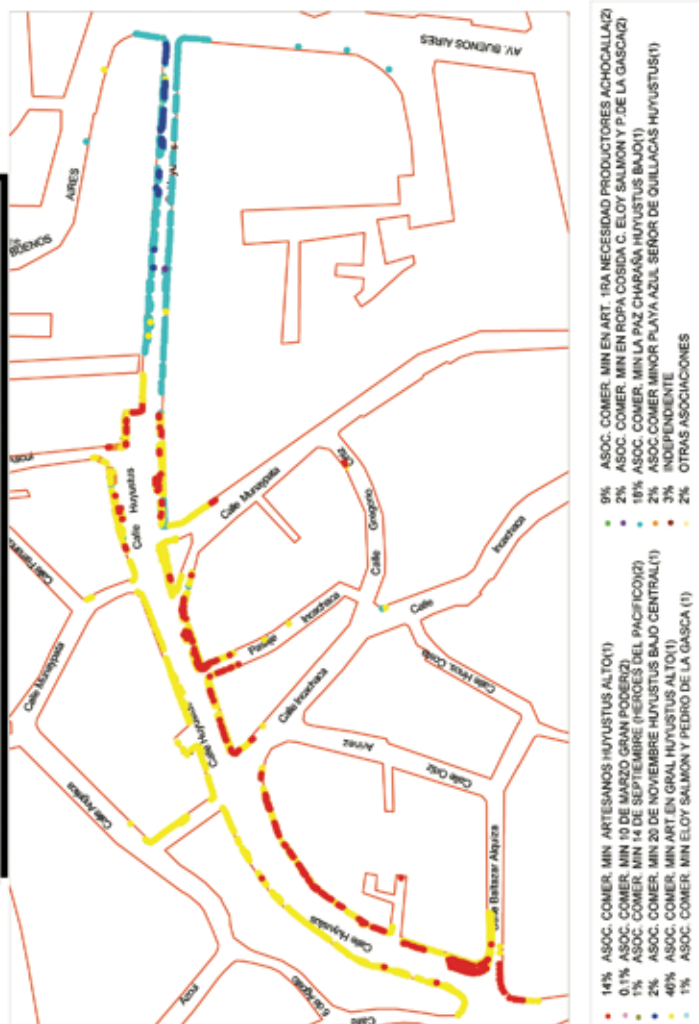 AV. BUENOS AIRES
BUENOS
AIRES
Calle Munaypata
Calle Huyustus
Calle Munaypata
Calle Gregorio
Ortiz
Incachaca
Calle
Pasaje Incachaca
Calle Incachaca
Calle Hnos.
Calle Ortiz
Calle Huyustus
Baltazar Alquiza
Azoui
6 de Agosto
Calle
14% ASOC. COMER. MIN ARTESANOS HUYUSTUS ALTO(1)
0.1% ASOC. COMER. MIN 10 DE MARZO GRAN PODER(2)
1% ASOC. COMER. MIN 14 DE SEPTIEMBRE (HEROES DEL PACIFICO)(2)
2% ASOC. COMER. MIN 20 DE NOVIEMBRE HUYUSTUS BAJO CENTRAL(1)
46% ASOC. COMER. MIN ART.EN GRAL HUYUSTUS ALTO(1)
1% ASOC. COMER. MIN ELOY SALMON Y PEDRO DE LA GASCA (1)
9% ASOC. COMER. MIN EN ART. 1RA NECESIDAD PRODUCTORES ACHOCALLA(2)
2% ASOC. COMER. MIN EN ROPA COSIDA C. ELOY SALMON Y P.DE LA GASCA(2)
18% ASOC. COMER. MIN LA PAZ CHARAÑA HUYUSTUS BAJO(1)
2% ASOC.COMER MINOR PLAYA AZUL SEÑOR DE QUILLACAS HUYUSTUS(1)
3% INDEPENDIENTE
2% OTRAS ASOCIACIONES